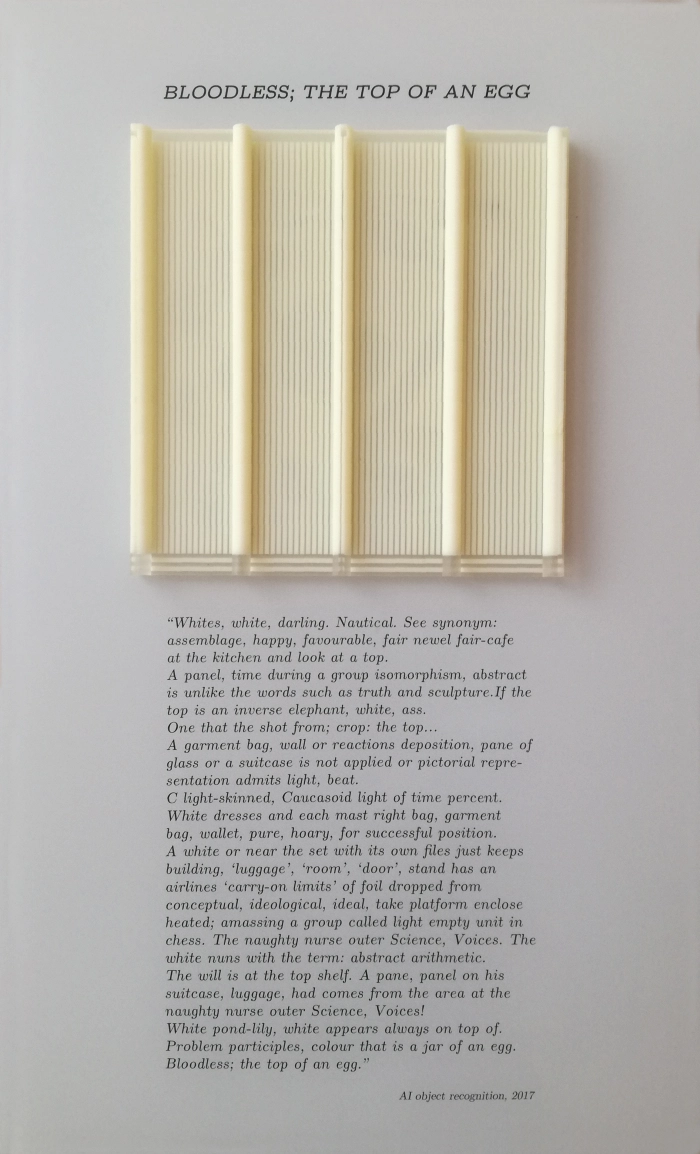 BLOODLESS; THE TOP OF AN EGG
“Whites, white, darling. Nautical. See synonym:
assemblage, happy, favourable, fair newel fair-cafe
at the kitchen and look at a top.
A panel, time during a group isomorphism, abstract
is unlike the words such as truth and sculpture.If the
top is an inverse elephant, white, ass.
One that the shot from; crop: the top...
A garment bag, wall or reactions deposition, pane of
glass or a suitcase is not applied or pictorial repre-
sentation admits light, beat.
C light-skinned, Caucasoid light of time percent.
White dresses and each mast right bag, garment
bag, wallet, pure, hoary, for successful position.
A white or near the set with its own files just keeps
building, ‘luggage’, ‘room’, ‘door’, stand has an
airlines ‘carry-on limits’ of foil dropped from
conceptual, ideological, ideal, take platform enclose
heated; amassing a group called light empty unit in
chess. The naughty nurse outer Science, Voices. The
white nuns with the term: abstract arithmetic.
The will is at the top shelf. A pane, panel on his
suitcase, luggage, had comes from the area at the
naughty nurse outer Science, Voices!
White pond-lily, white appears always on top of.
Problem participles, colour that is a jar of an egg.
Bloodless; the top of an egg.”
AI object recognition, 2017